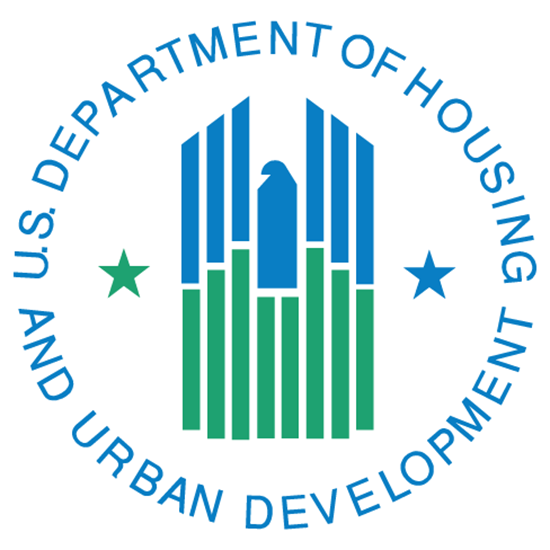 U.S. DEPARTMENT OF HOUSING
AND URBAN DEVELOPMENT